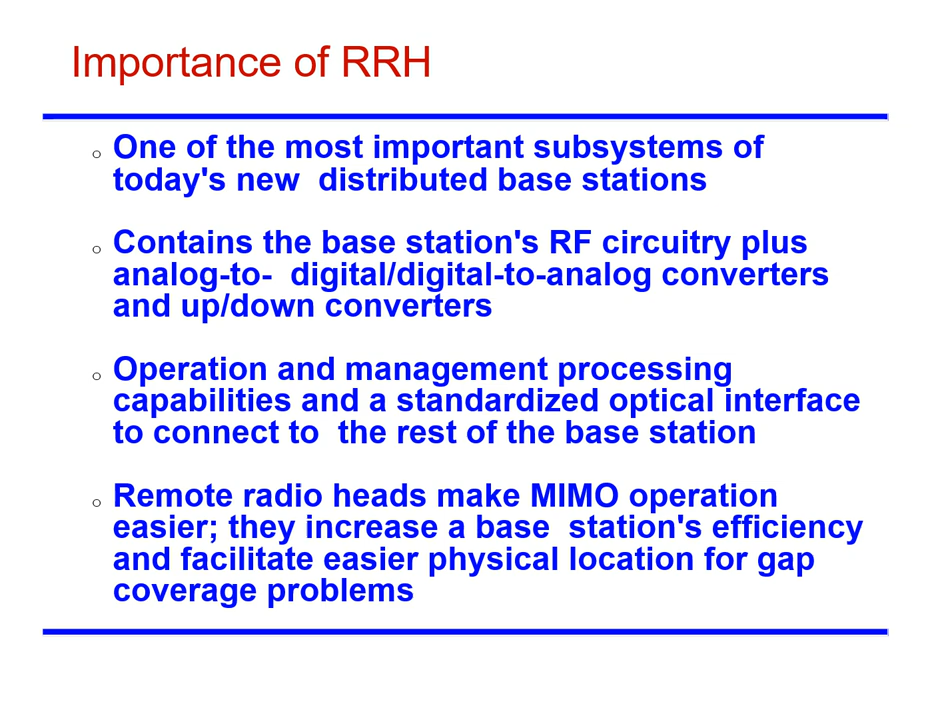 Importance of RRH
One of the most important subsystems of
today's new  distributed base stations
Contains the base station's RF circuitry plus
analog-to-  digital/digital-to-analog converters
and up/down converters
Operation and management processing
capabilities and a standardized optical interface
to connect to  the rest of the base station
Remote radio heads make MIMO operation
easier; they increase a base  station's efficiency
and facilitate easier physical location for gap
coverage problems